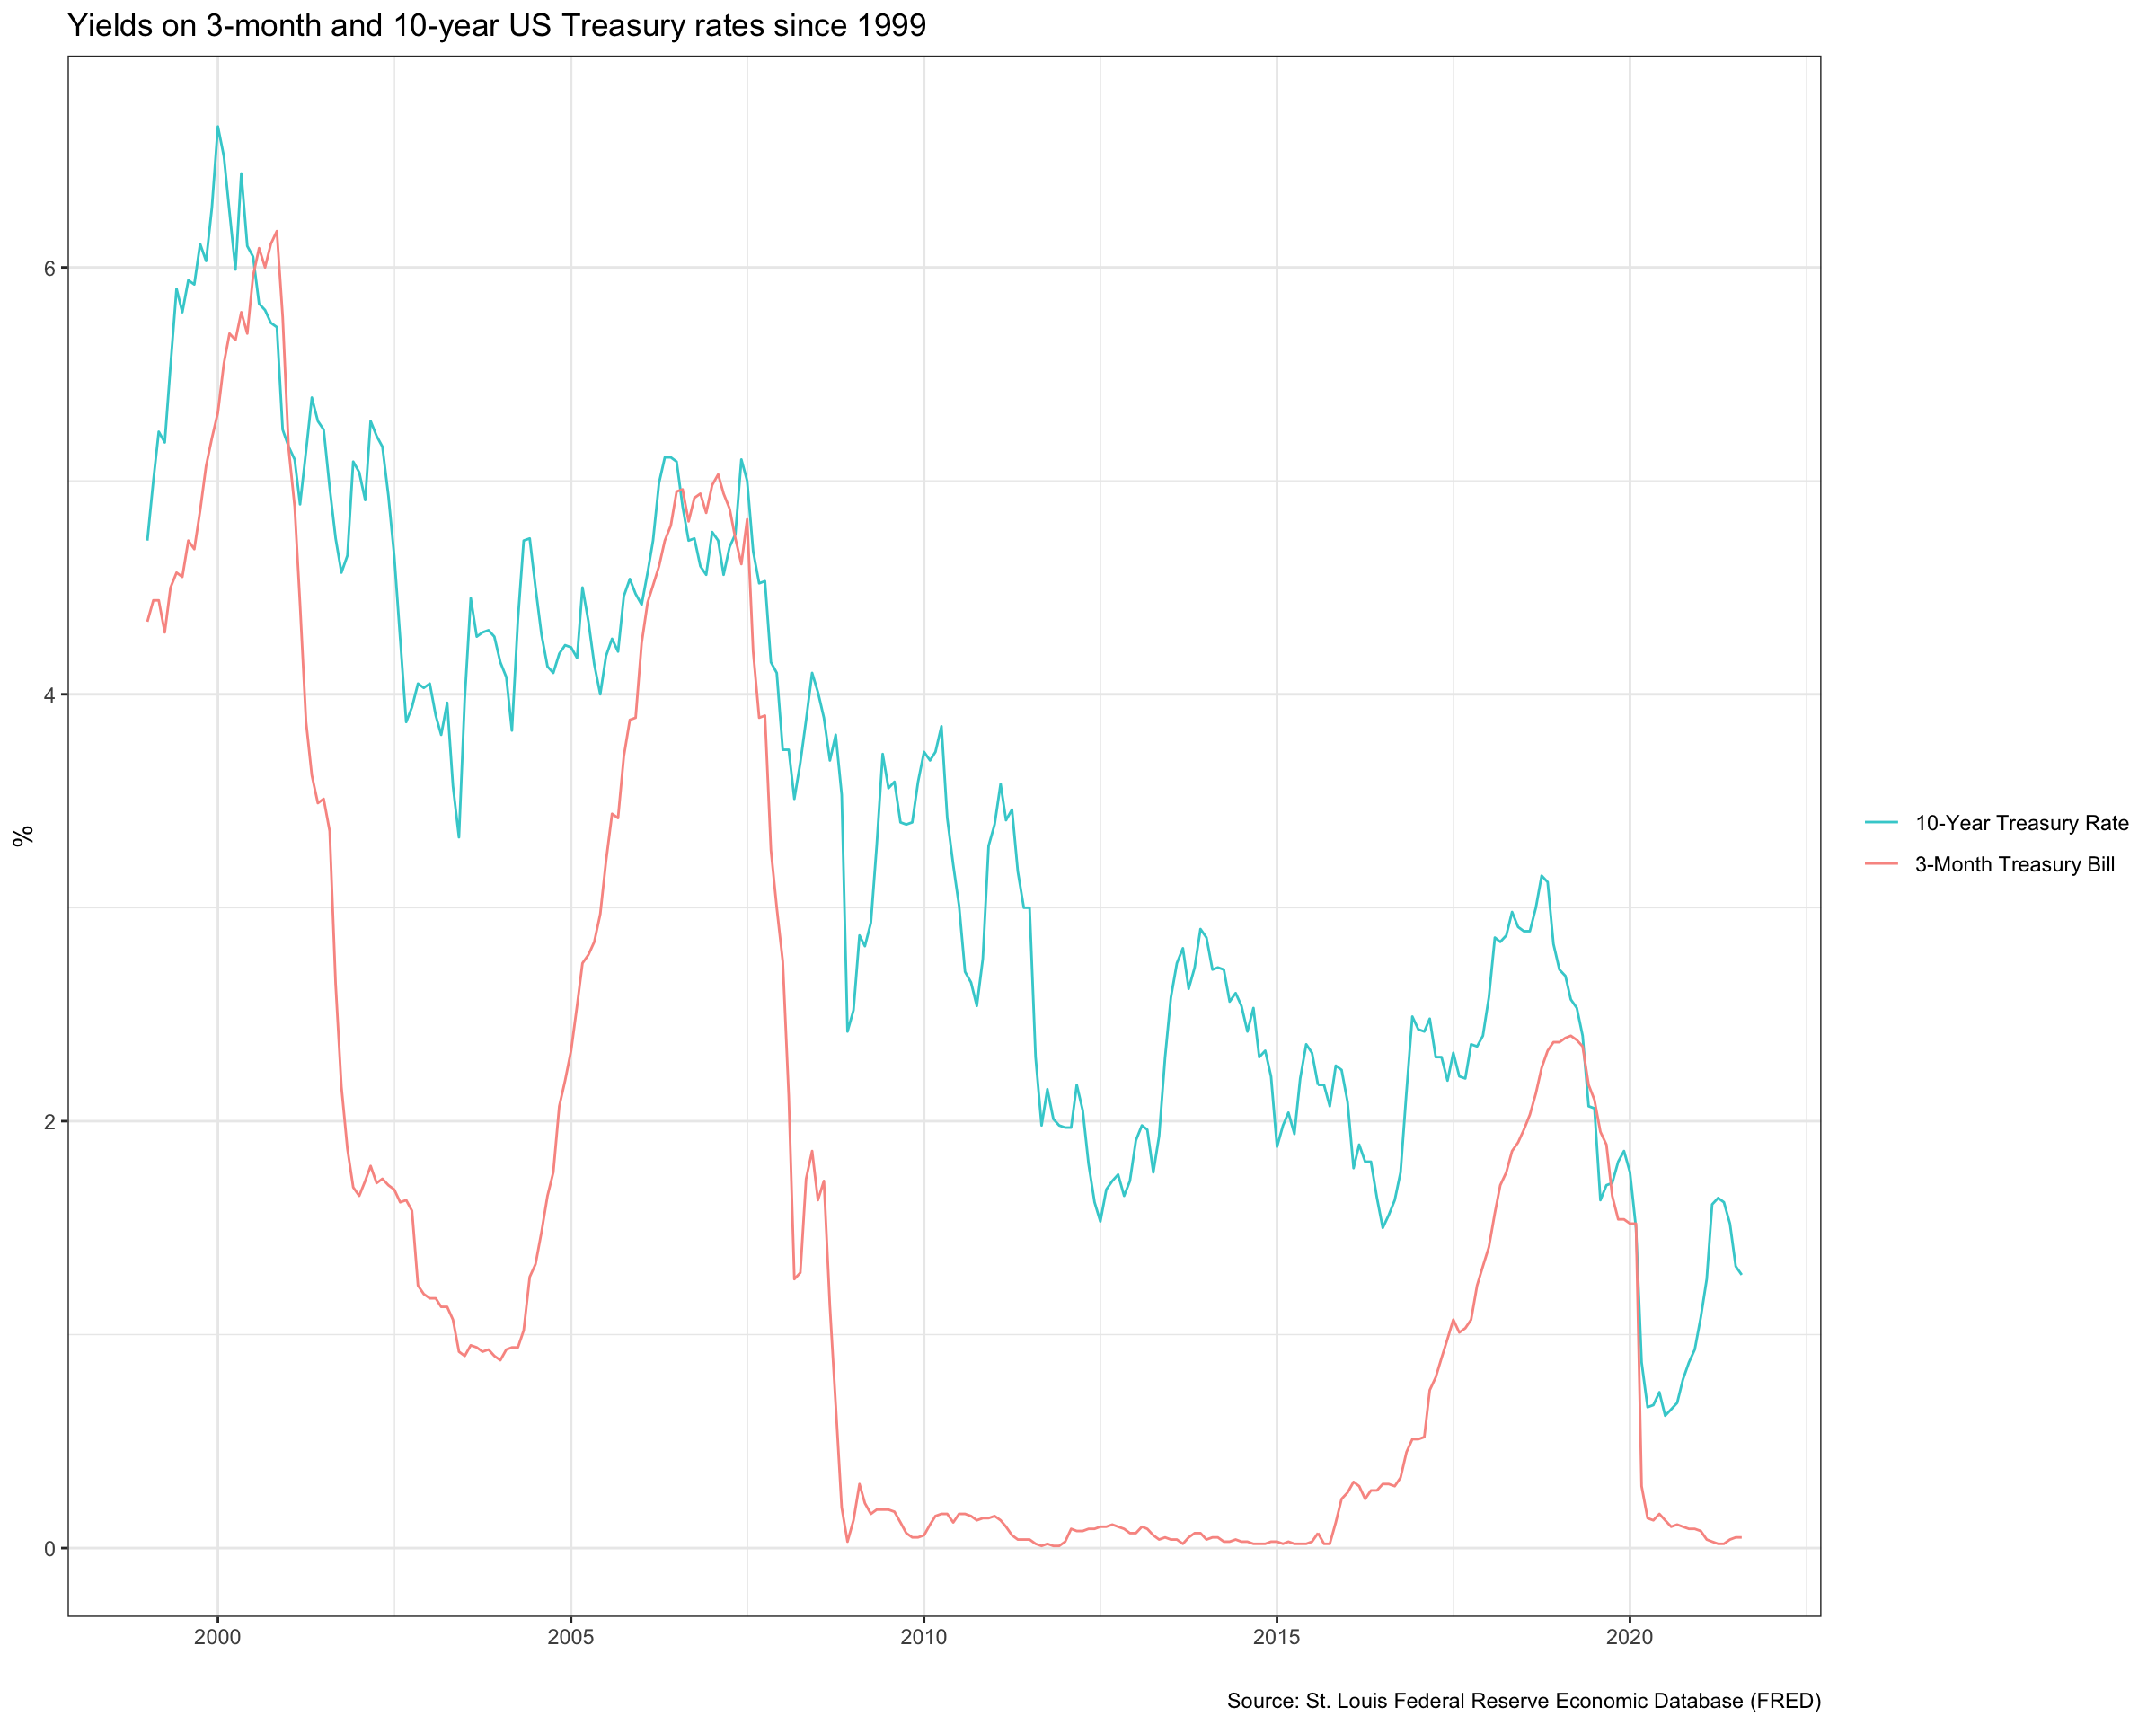 Yields on 3-month and 10-year US Treasury rates since 1999
6
4
2
0
%
2000 2005 2010 2015 2020
10-Year Treasury Rate
3-Month Treasury Bill
Source: St. Louis Federal Reserve Economic Database (FRED)